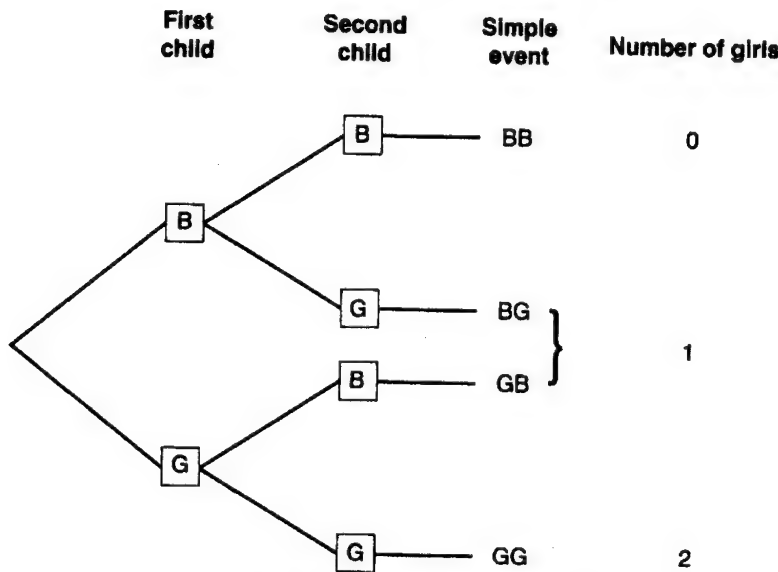 First child
Second child
Simple event
Number of girls
B
BB
0
B
G
BG
1
B
GB
G
G
GG
2